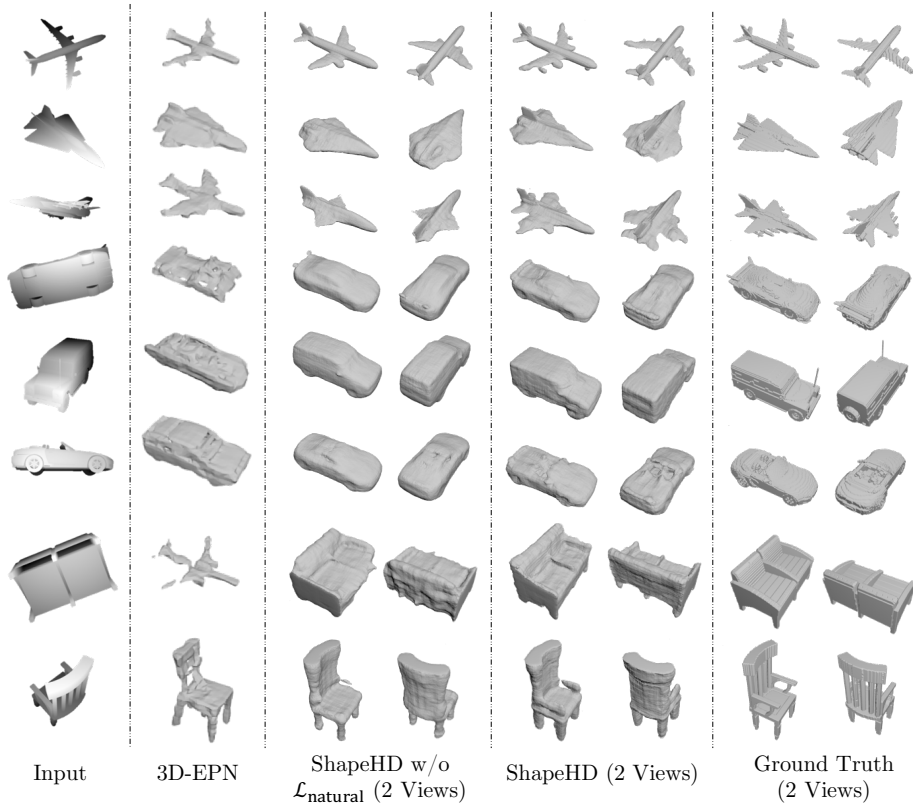 Input
3D-EPN
ShapeHD w/o
ℒnatural (2 Views)
ShapeHD (2 Views)
Ground Truth
(2 Views)